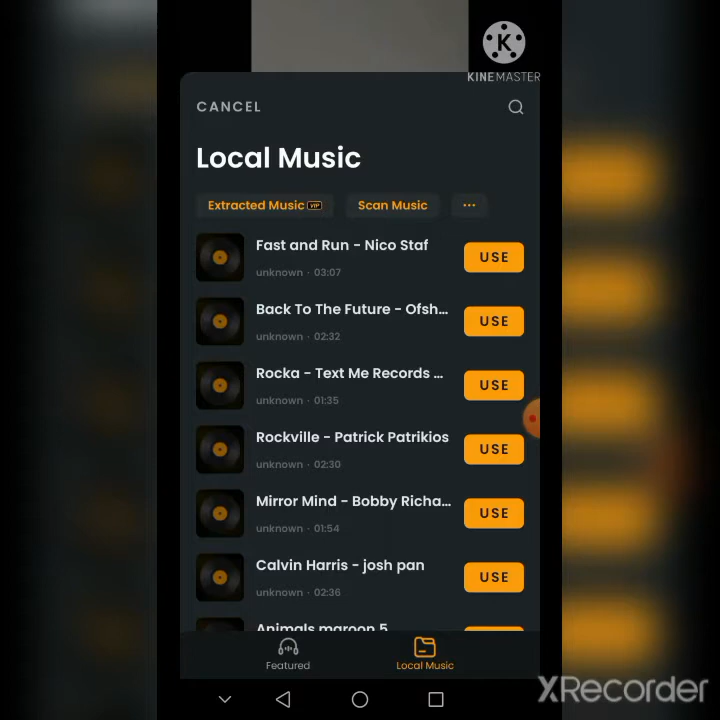 KINEMASTER
CANCEL
Local Music
Extracted Music VIP
Scan Music
...
Fast and Run - Nico Staf
unknown · 03:07
USE
Back To The Future - Ofsh...
unknown · 02:32
USE
Rocka - Text Me Records ...
unknown · 01:35
USE
Rockville - Patrick Patrikios
unknown · 02:30
USE
Mirror Mind - Bobby Richa...
unknown · 01:54
USE
Calvin Harris - josh pan
unknown · 02:36
USE
Animals maroon 5
Featured
Local Music
XRecorder